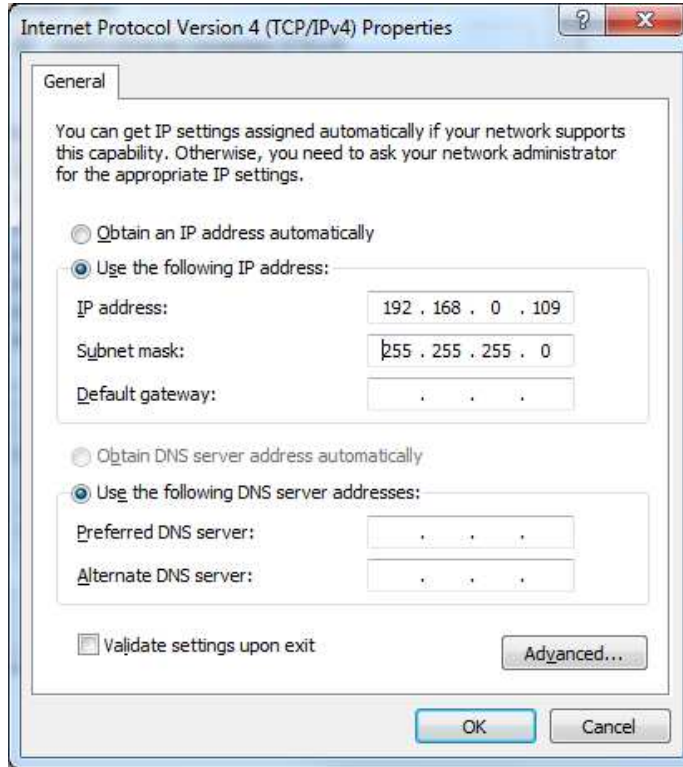 Internet Protocol Version 4 (TCP/IPv4) Properties
General
You can get IP settings assigned automatically if your network supports
this capability. Otherwise, you need to ask your network administrator
for the appropriate IP settings.
Obtain an IP address automatically
Use the following IP address:
IP address: 192 . 168 . 0 . 109
Subnet mask: 255 . 255 . 255 . 0
Default gateway: . . .
Obtain DNS server address automatically
Use the following DNS server addresses:
Preferred DNS server: . . .
Alternate DNS server: . . .
Validate settings upon exit
Advanced...
OK Cancel